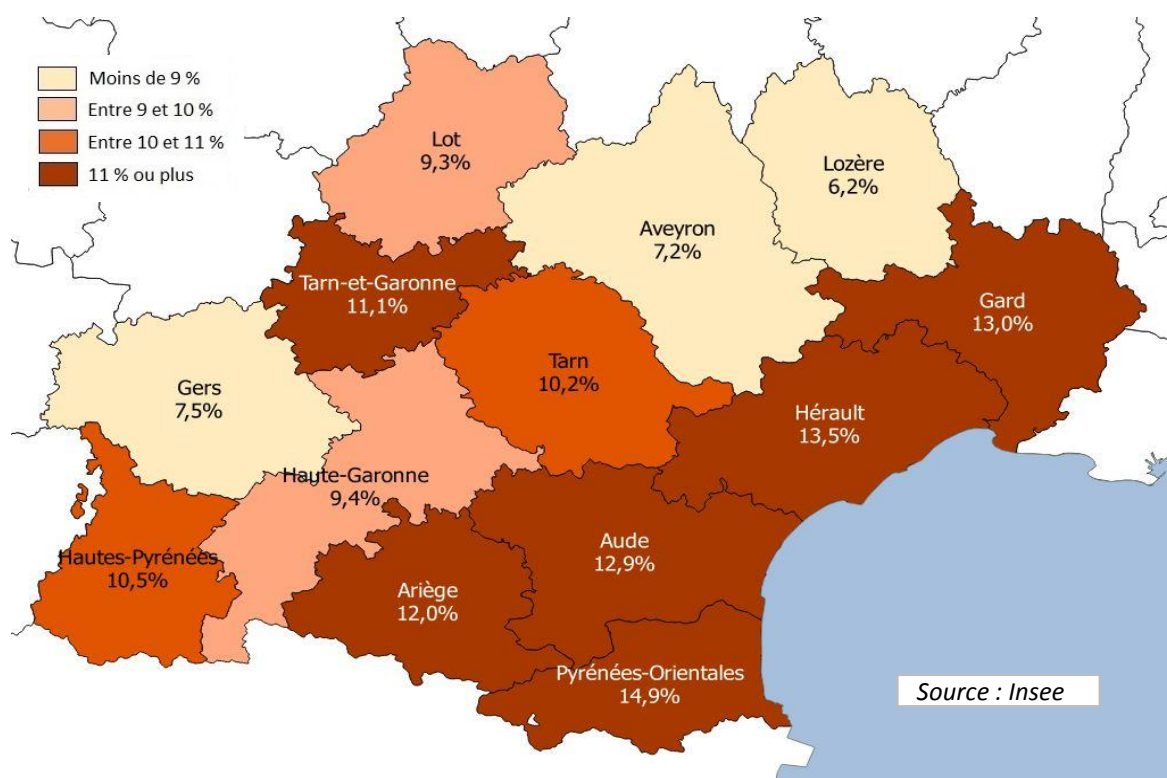 Moins de 9 %
Entre 9 et 10 %
Entre 10 et 11 %
11 % ou plus
Lot
9,3%
Lozère
6,2%
Aveyron
7,2%
Tarn-et-Garonne
11,1%
Gard
13,0%
Tarn
10,2%
Gers
7,5%
Hérault
13,5%
Haute-Garonne
9,4%
Hautes-Pyrénées
10,5%
Aude
12,9%
Ariège
12,0%
Pyrénées-Orientales
14,9%
Source : Insee